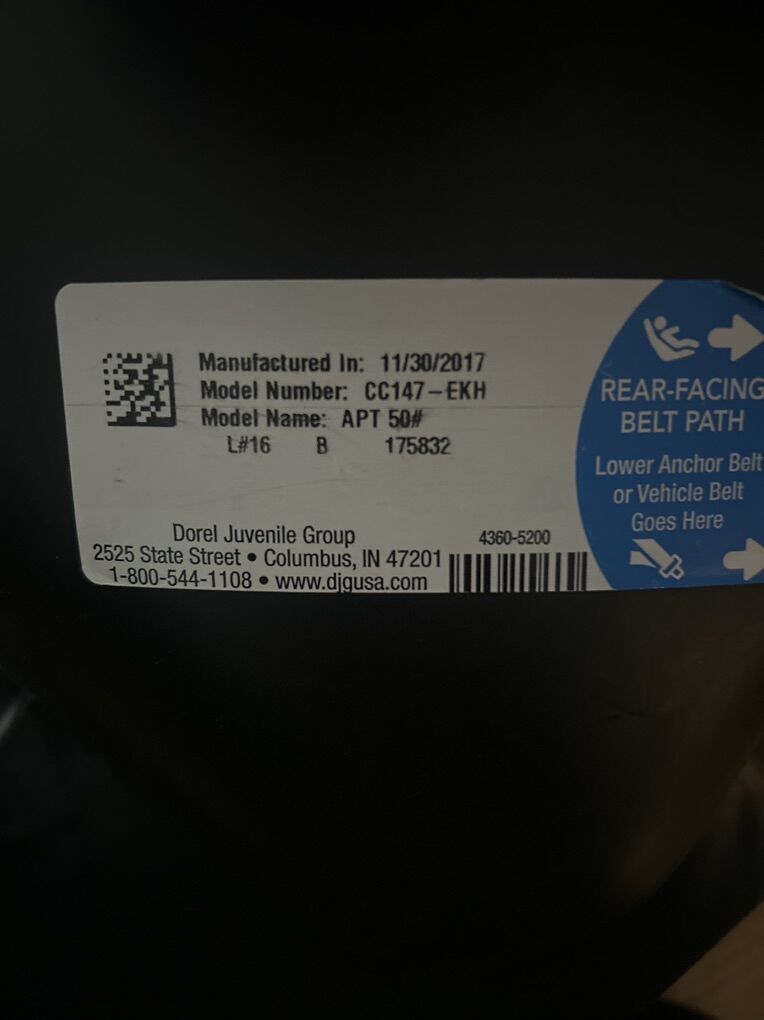 Manufactured In: 11/30/2017
Model Number: CC147-EKH
Model Name: APT 50#
L#16 B 175832
Dorel Juvenile Group
2525 State Street • Columbus, IN 47201
1-800-544-1108 • www.djgusa.com
4360-5200
REAR-FACING
BELT PATH
Lower Anchor Belt
or Vehicle Belt
Goes Here